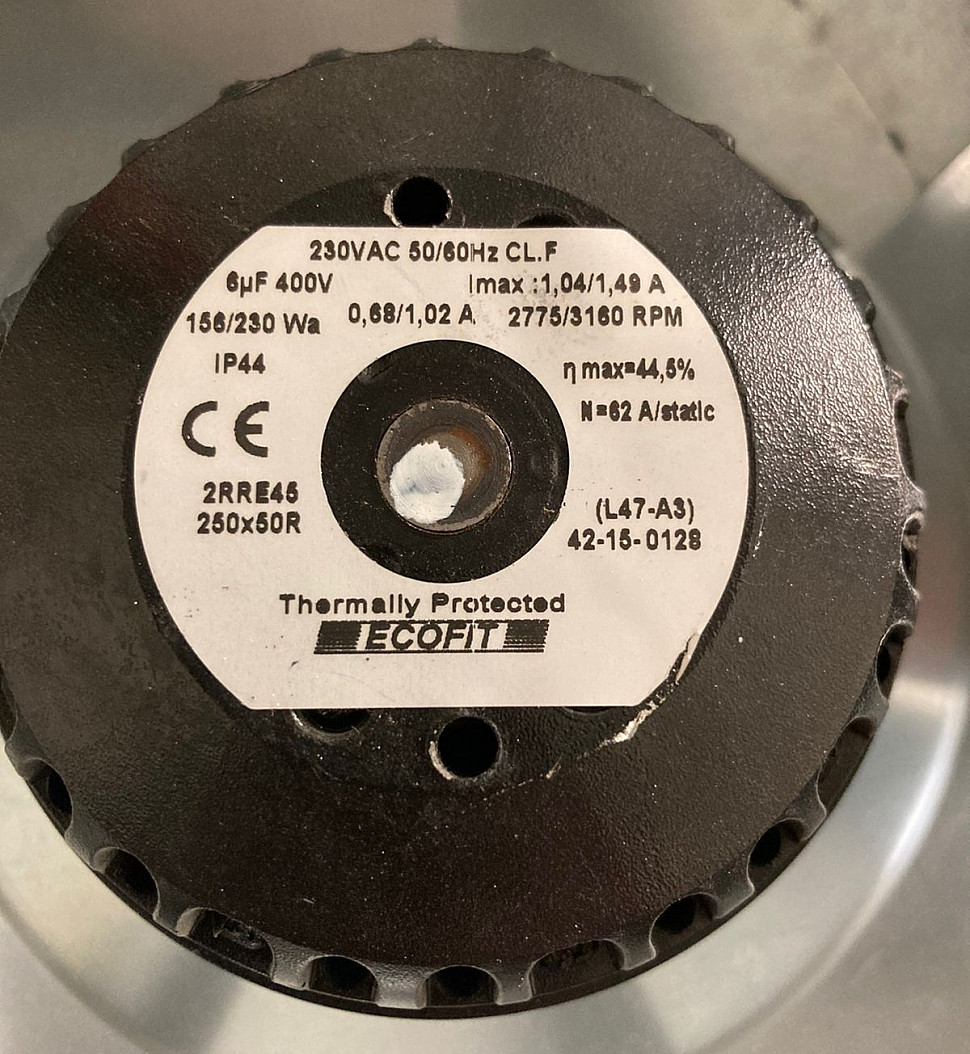 230VAC 50/60Hz CL.F
6µF 400V Imax :1,04/1,49 A
156/230 Wa 0,68/1,02 A 2775/3160 RPM
IP44 η max=44,5%
CE N=62 A/static
2RRE45 (L47-A3)
250x50R 42-15-0128
Thermally Protected
ECOFIT